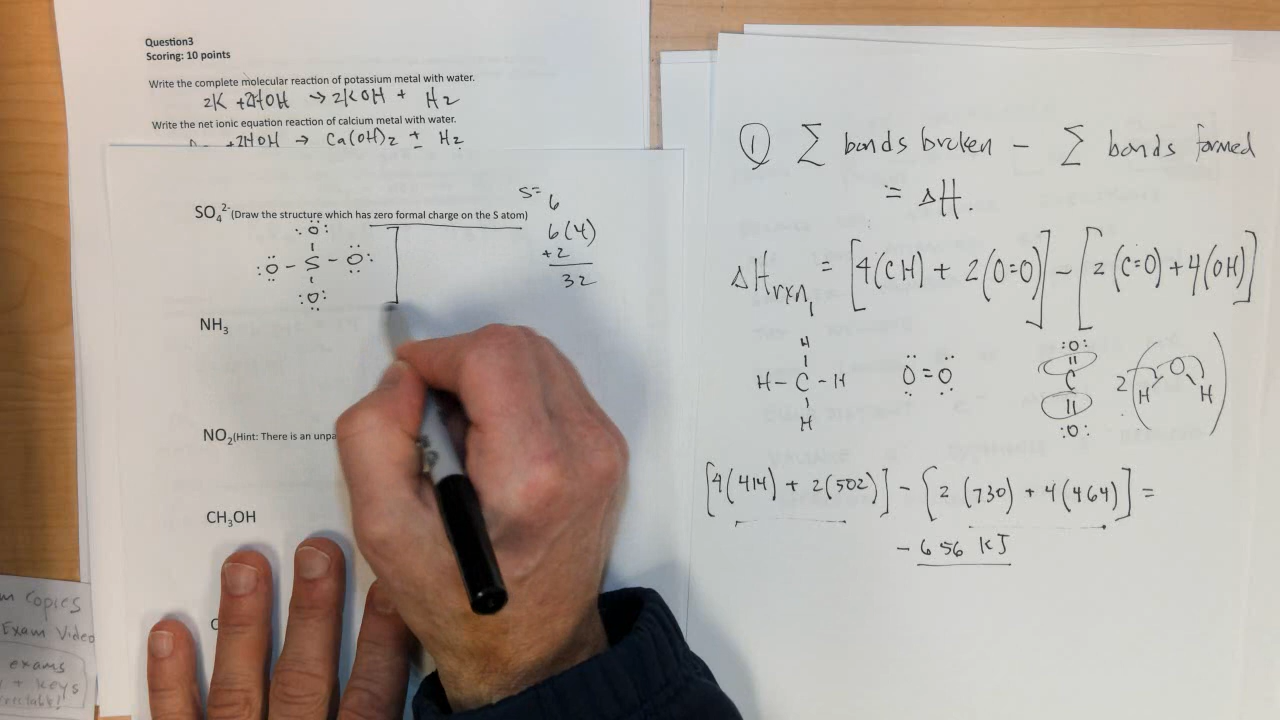 Question3
Scoring: 10 points
Write the complete molecular reaction of potassium metal with water.
2K + 2HOH → 2KOH + H2
Write the net ionic equation reaction of calcium metal with water.
+2HOH → Ca(OH)2 + H2
SO4 2- (Draw the structure which has zero formal charge on the S atom)
S= 6
6(4)
+2
32
:O:
:O - S - O:
:O:
NH3
NO2 (Hint: There is an unpa
CH3OH
C
m Copies
Exam Video
exams
+ keys
① ∑ bonds broken - ∑ bonds formed
= ΔH.
ΔHrxn, = [4(CH) + 2(O=O)] - [2(C=O) + 4(OH)]
H
H - C - H
H
O=O
:O:
C
:O:
2(H O H)
[4(414) + 2(502)] - [2(730) + 4(464)] =
- 656 KJ